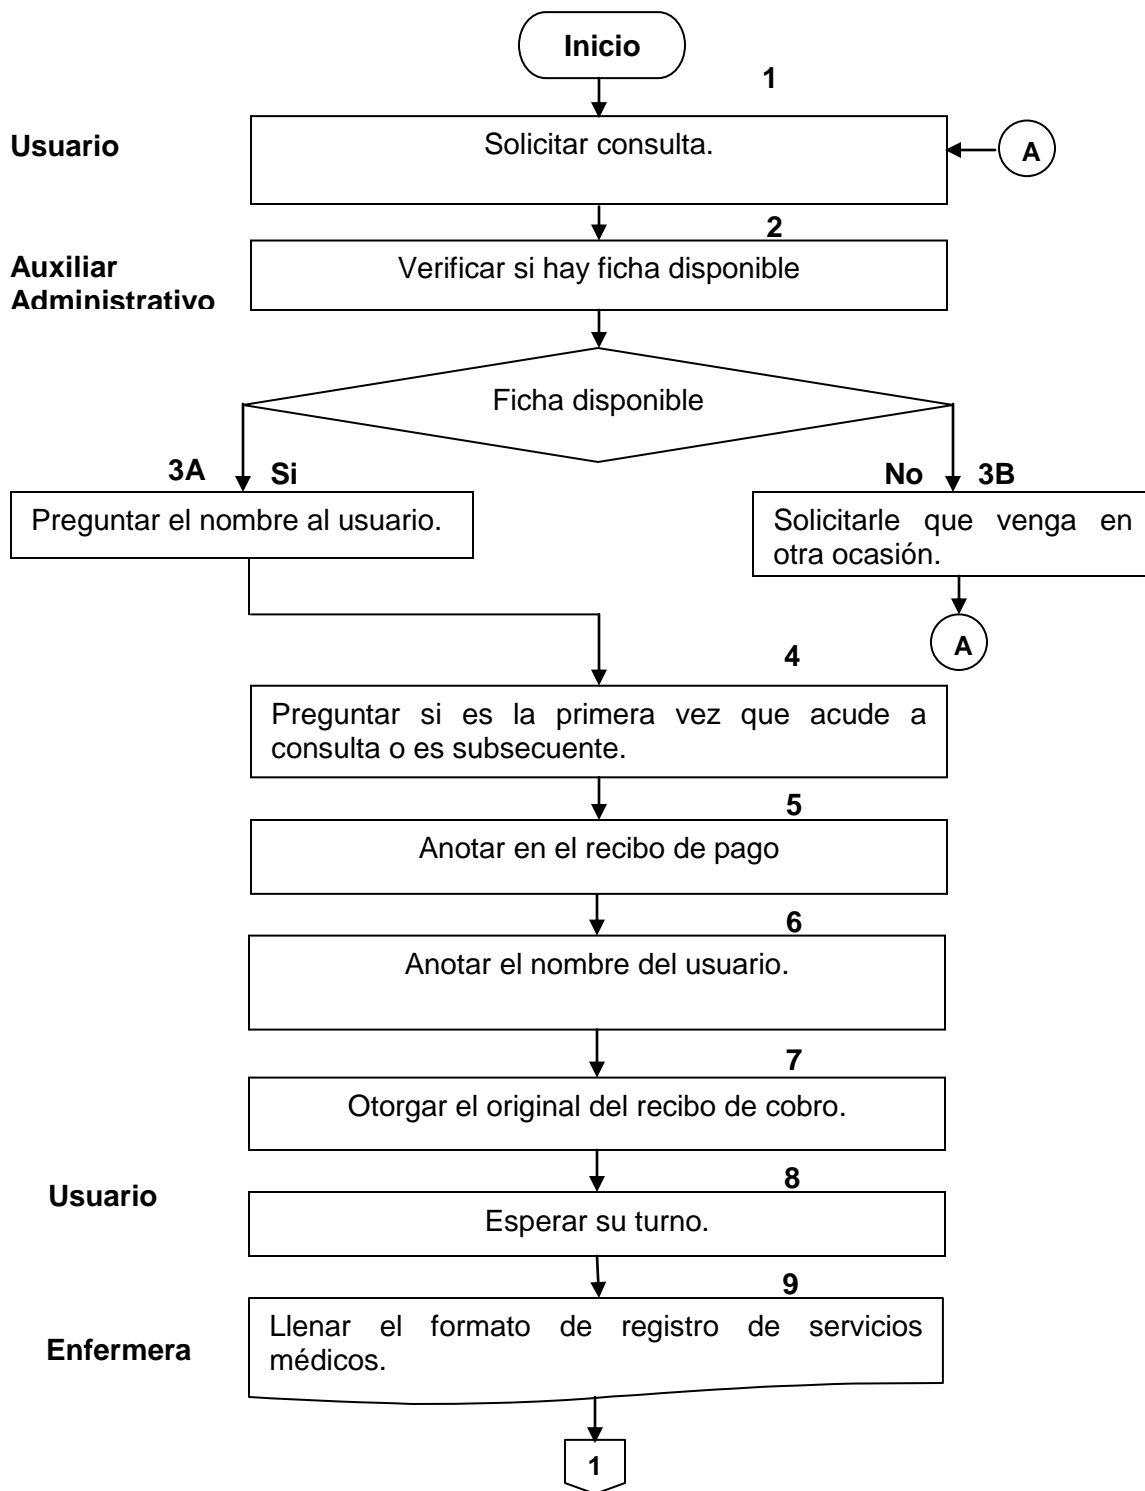 Inicio
1
Usuario
Solicitar consulta.
A
2
Auxiliar
Administrativo
Verificar si hay ficha disponible
Ficha disponible
3A Si
No 3B
Preguntar el nombre al usuario.
Solicitarle que venga en
otra ocasión.
A
4
Preguntar si es la primera vez que acude a
consulta o es subsecuente.
5
Anotar en el recibo de pago
6
Anotar el nombre del usuario.
7
Otorgar el original del recibo de cobro.
8
Usuario
Esperar su turno.
9
Enfermera
Llenar el formato de registro de servicios
médicos.
1